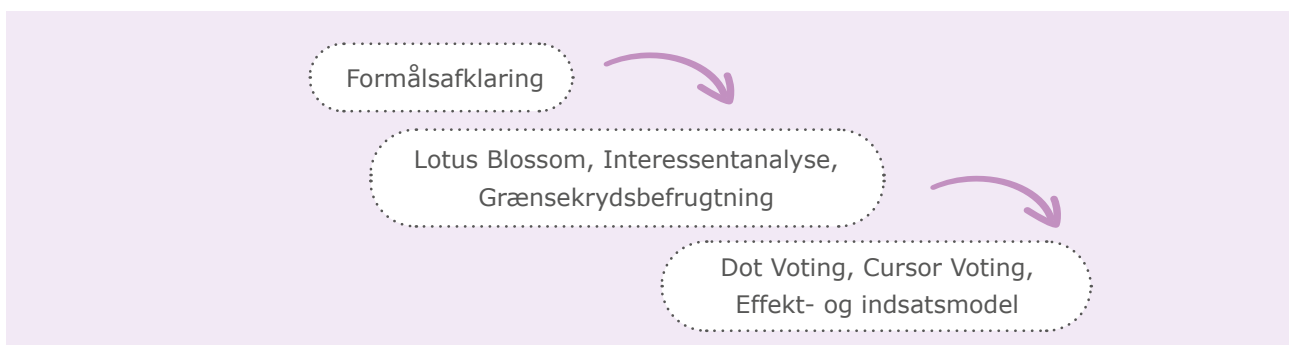 Formålsafklaring
Lotus Blossom, Interessentanalyse,
Grænsekrydsbefrugtning
Dot Voting, Cursor Voting,
Effekt- og indsatsmodel